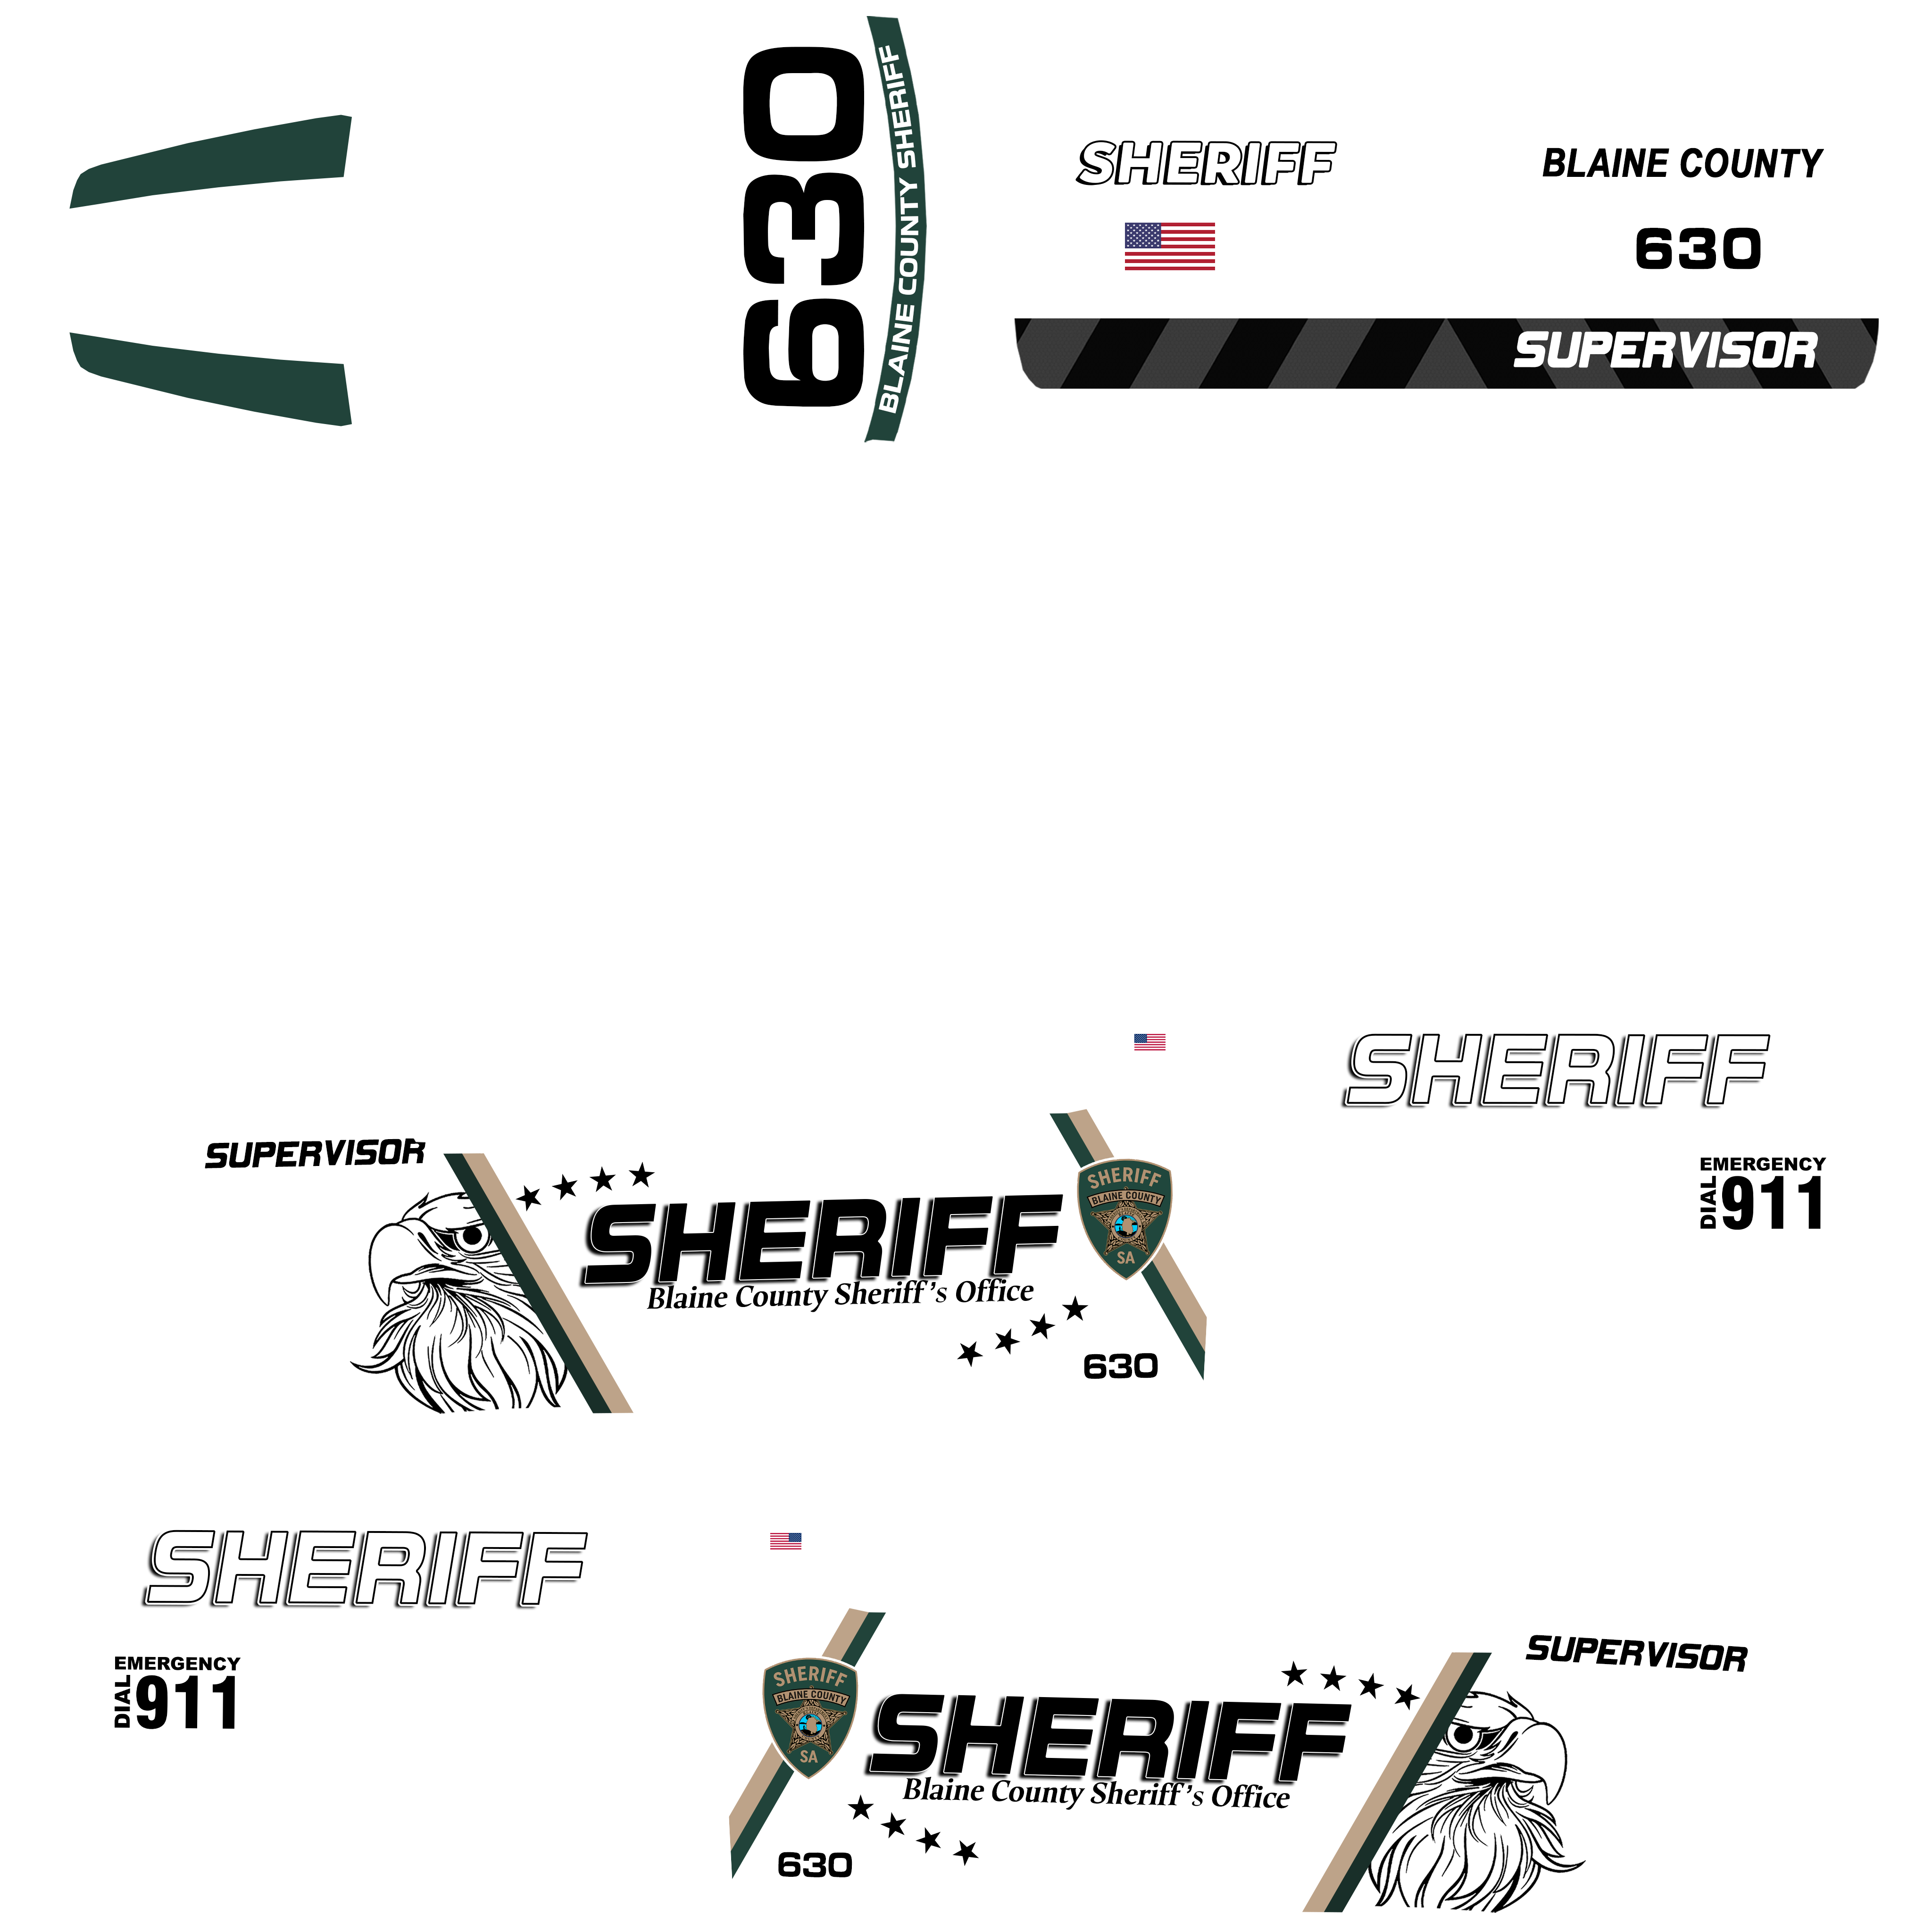 630
BLAINE COUNTY SHERIFF
SHERIFF
BLAINE COUNTY
630
SUPERVISOR
SHERIFF
SUPERVISOR
EMERGENCY
DIAL 911
SHERIFF
BLAINE COUNTY
SA
SHERIFF
Blaine County Sheriff's Office
630
SHERIFF
EMERGENCY
DIAL 911
SUPERVISOR
SHERIFF
BLAINE COUNTY
SA
SHERIFF
Blaine County Sheriff's Office
630